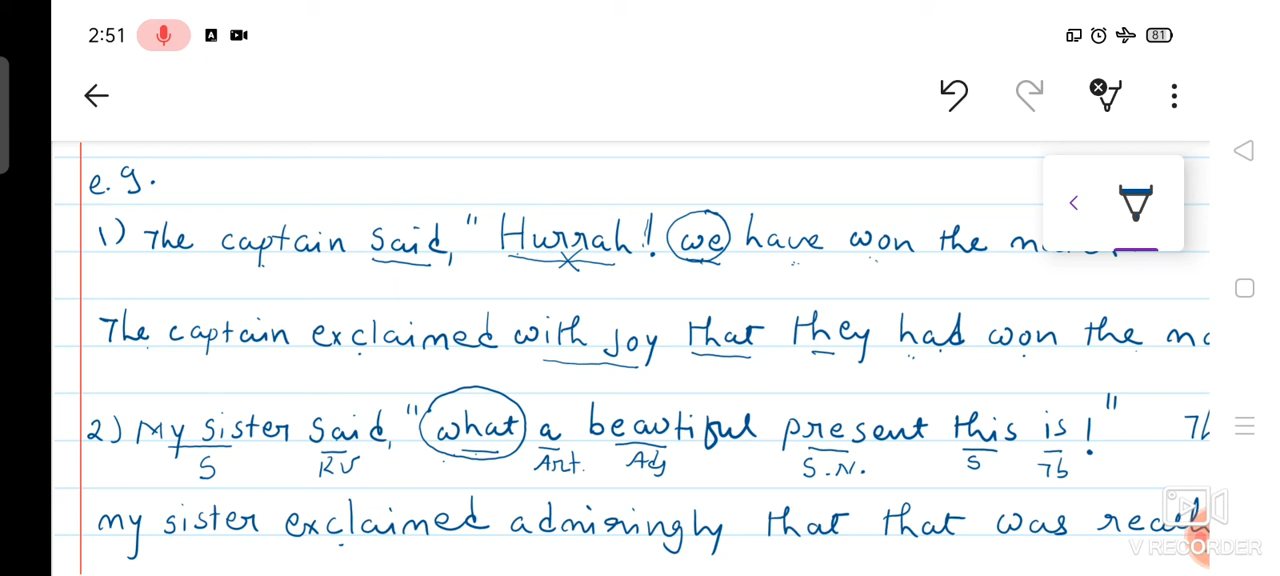 2:51 A 81
e.g.
1) The captain said, "Hurrah! we have won the
The captain exclaimed with joy that they had won the
2) My sister said, "what a beautiful present this is!"
S RV Art. Adj S.N. S
my sister exclaimed admiringly that that was
V RECORDER